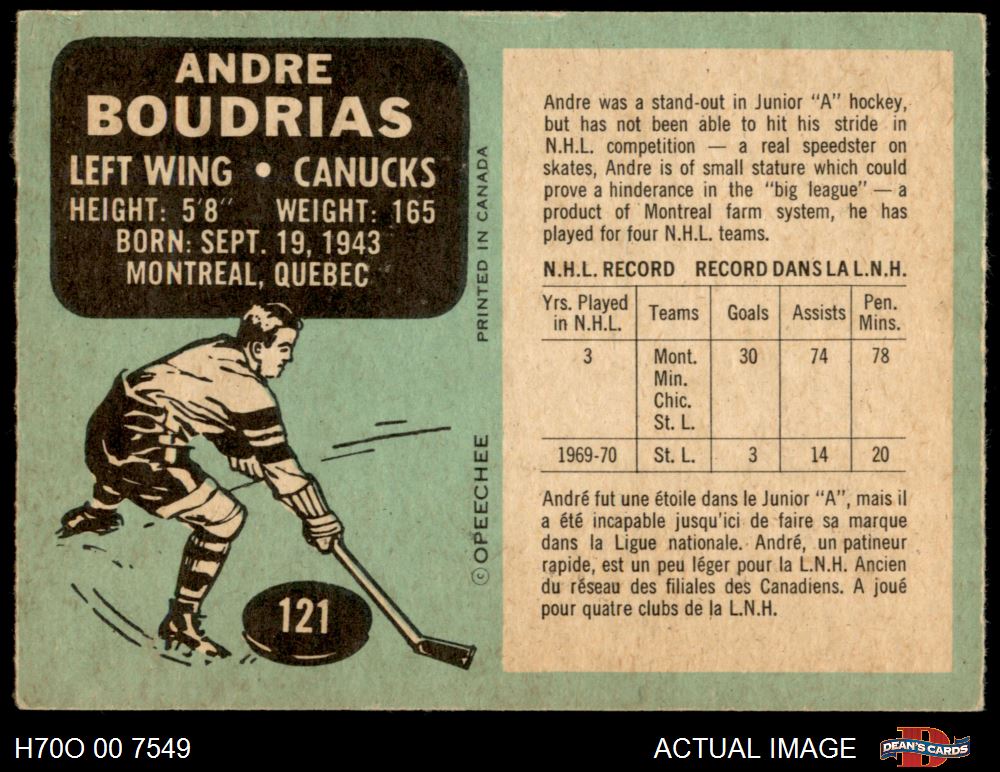 ANDRE
BOUDRIAS
LEFT WING • CANUCKS
HEIGHT: 5'8" WEIGHT: 165
BORN: SEPT. 19, 1943
MONTREAL, QUEBEC
121
© OPEECHEE PRINTED IN CANADA
Andre was a stand-out in Junior "A" hockey,
but has not been able to hit his stride in
N.H.L. competition — a real speedster on
skates, Andre is of small stature which could
prove a hinderance in the "big league" — a
product of Montreal farm system, he has
played for four N.H.L. teams.
N.H.L. RECORD RECORD DANS LA L.N.H.
Yrs. Played in N.H.L. Teams Goals Assists Pen. Mins.
3 Mont. 30 74 78
Min.
Chic.
St. L.
1969-70 St. L. 3 14 20
André fut une étoile dans le Junior "A", mais il
a été incapable jusqu'ici de faire sa marque
dans la Ligue nationale. André, un patineur
rapide, est un peu léger pour la L.N.H. Ancien
du réseau des filiales des Canadiens. A joué
pour quatre clubs de la L.N.H.
H70O 00 7549
ACTUAL IMAGE
DEAN'S CARDS